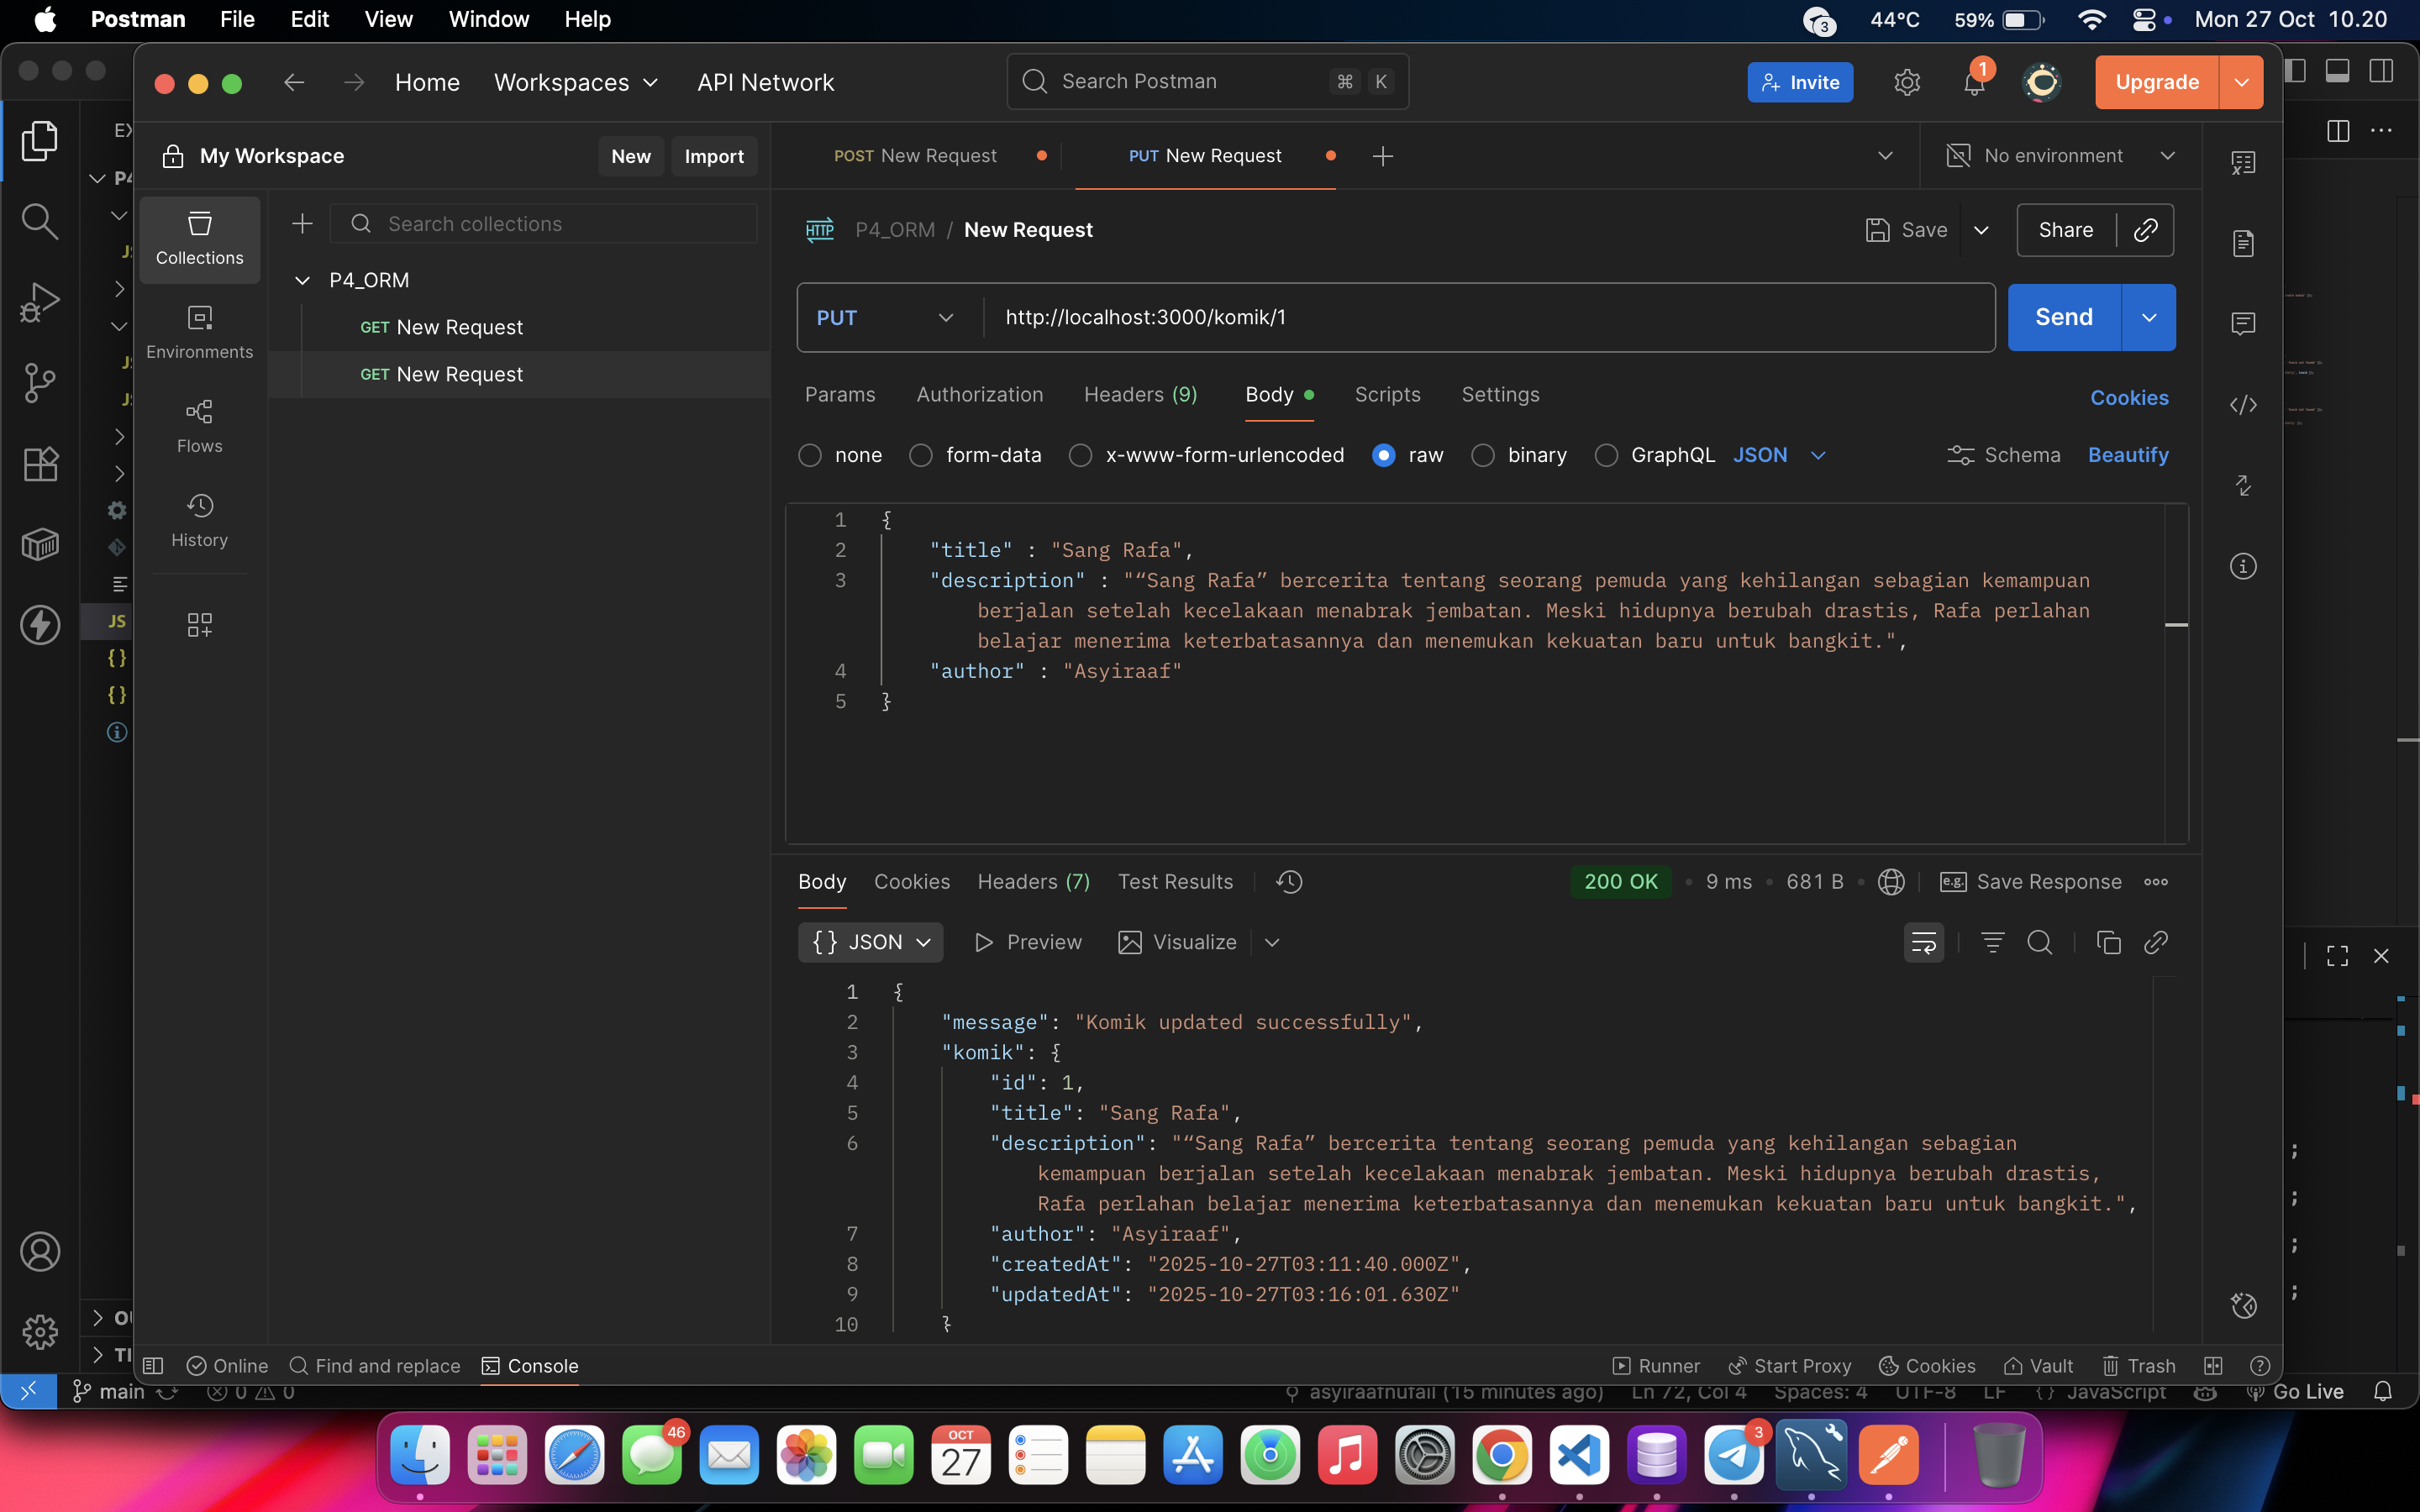 Postman File Edit View Window Help
3 44°C 59% Mon 27 Oct 10.20
Home Workspaces API Network
Search Postman ⌘ K
Invite 1 Upgrade
My Workspace New Import
POST New Request PUT New Request
No environment
Collections
Environments
Flows
History
Search collections
P4_ORM
GET New Request
GET New Request
HTTP P4_ORM / New Request
Save Share
PUT http://localhost:3000/komik/1 Send
Params Authorization Headers (9) Body Scripts Settings Cookies
none form-data x-www-form-urlencoded raw binary GraphQL JSON Schema Beautify
1 {
2 "title" : "Sang Rafa",
3 "description" : "“Sang Rafa” bercerita tentang seorang pemuda yang kehilangan sebagian kemampuan
berjalan setelah kecelakaan menabrak jembatan. Meski hidupnya berubah drastis, Rafa perlahan
belajar menerima keterbatasannya dan menemukan kekuatan baru untuk bangkit.",
4 "author" : "Asyiraaf"
5 }
Body Cookies Headers (7) Test Results
200 OK • 9 ms • 681 B • e.g. Save Response
{} JSON Preview Visualize
1 {
2 "message": "Komik updated successfully",
3 "komik": {
4 "id": 1,
5 "title": "Sang Rafa",
6 "description": "“Sang Rafa” bercerita tentang seorang pemuda yang kehilangan sebagian
kemampuan berjalan setelah kecelakaan menabrak jembatan. Meski hidupnya berubah drastis,
Rafa perlahan belajar menerima keterbatasannya dan menemukan kekuatan baru untuk bangkit.",
7 "author": "Asyiraaf",
8 "createdAt": "2025-10-27T03:11:40.000Z",
9 "updatedAt": "2025-10-27T03:16:01.630Z"
10 }
Online Find and replace Console
Runner Start Proxy Cookies Vault Trash
main 0 0
asyiraafnufail (15 minutes ago) Ln 72, Col 4 Spaces: 4 UTF-8 LF {} JavaScript Go Live
JS
46
OCT
27
3